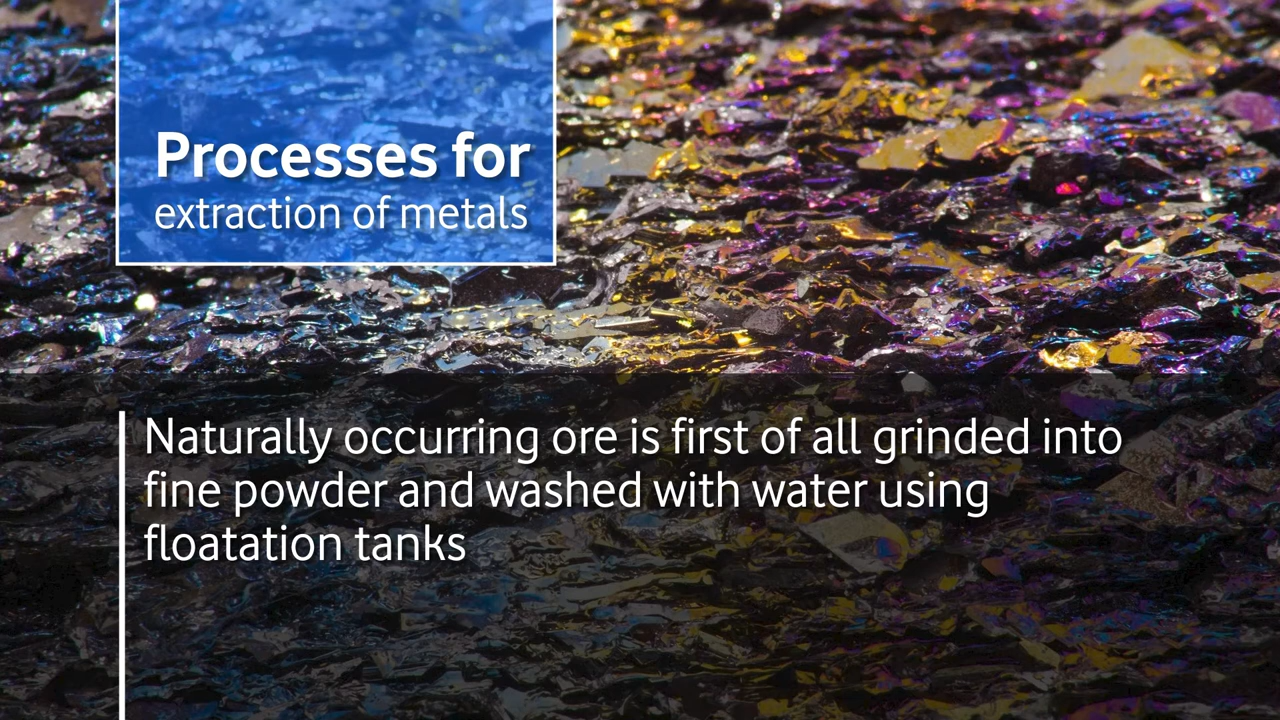 Processes for
extraction of metals
Naturally occurring ore is first of all grinded into
fine powder and washed with water using
floatation tanks